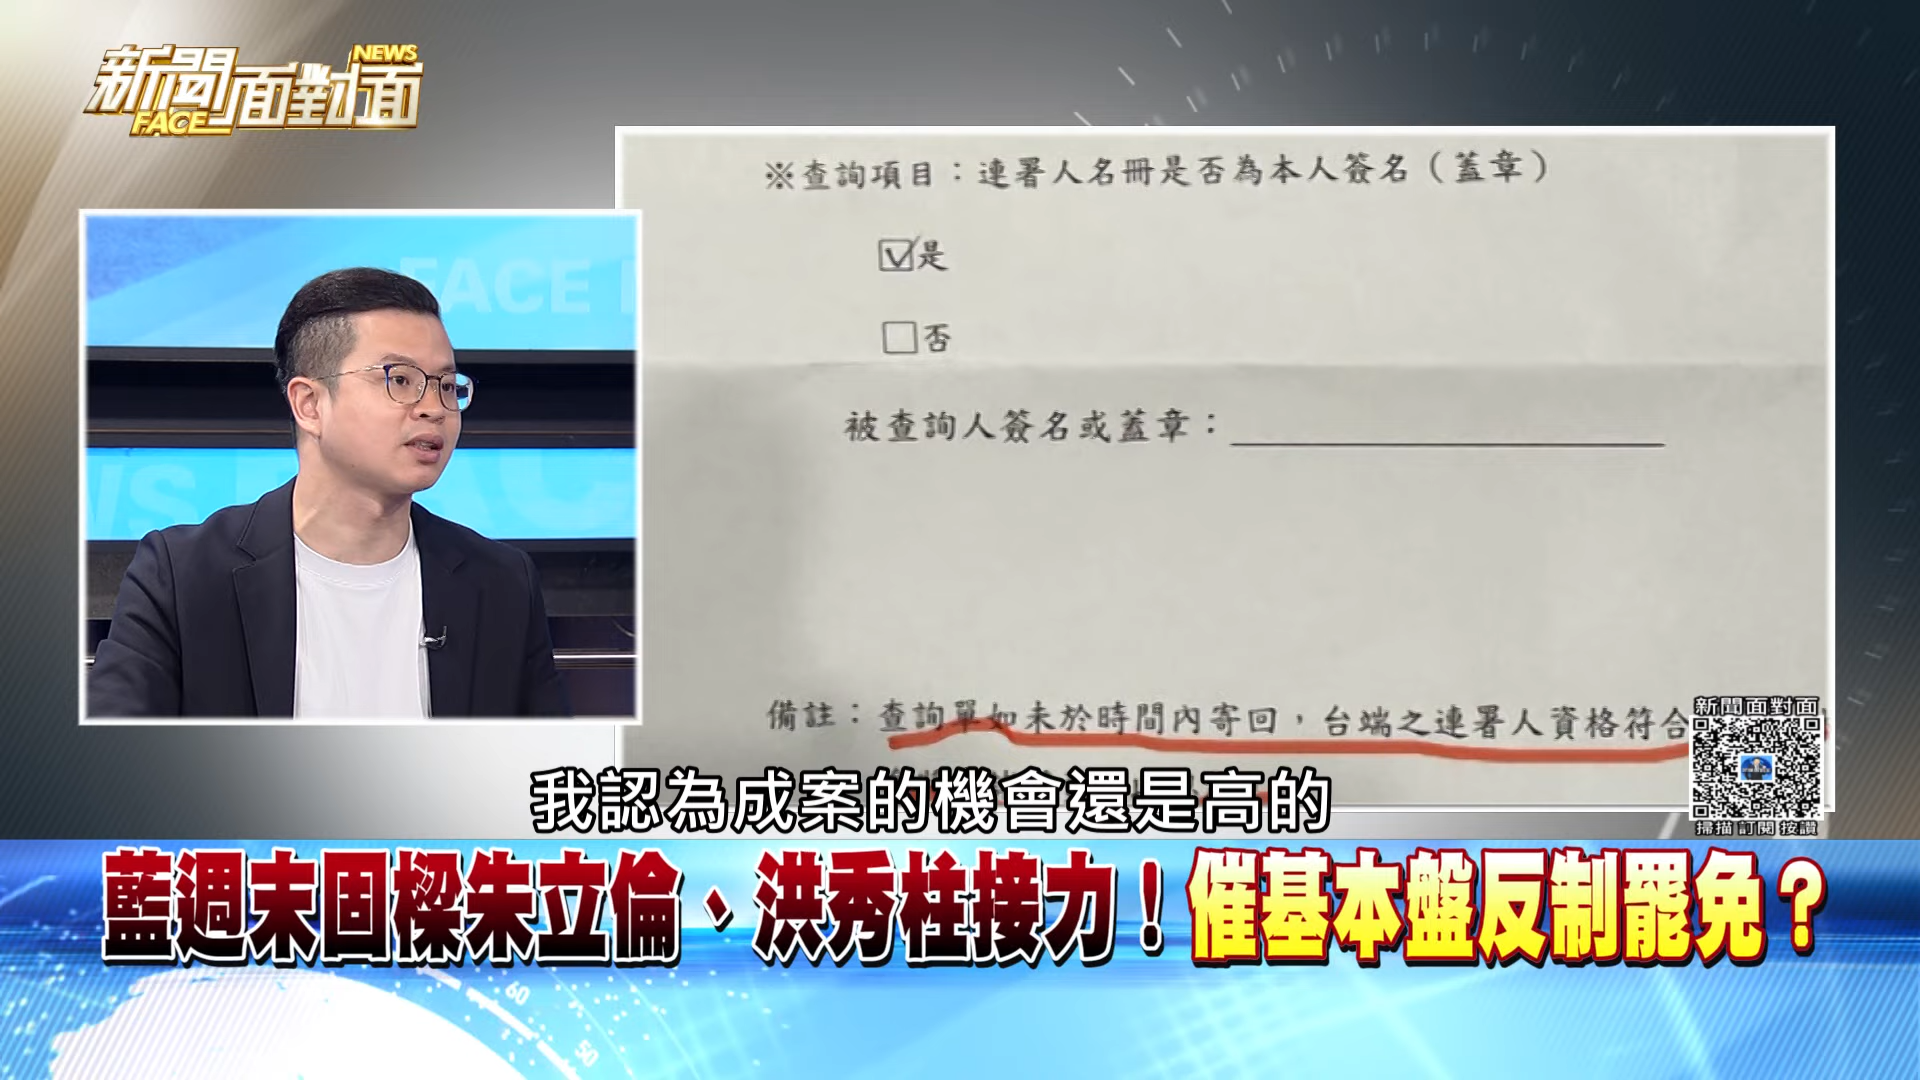 新聞面對面
NEWS
FACE
※查詢項目：連署人名冊是否為本人簽名（蓋章）
是
否
被查詢人簽名或蓋章：
備註：查詢單如未於時間內寄回，台端之連署人資格符合
FACE
WS
新聞面對面
掃描 訂閱 按讚
我認為成案的機會還是高的
藍週末固樑朱立倫、洪秀柱接力！催基本盤反制罷免？
60
50